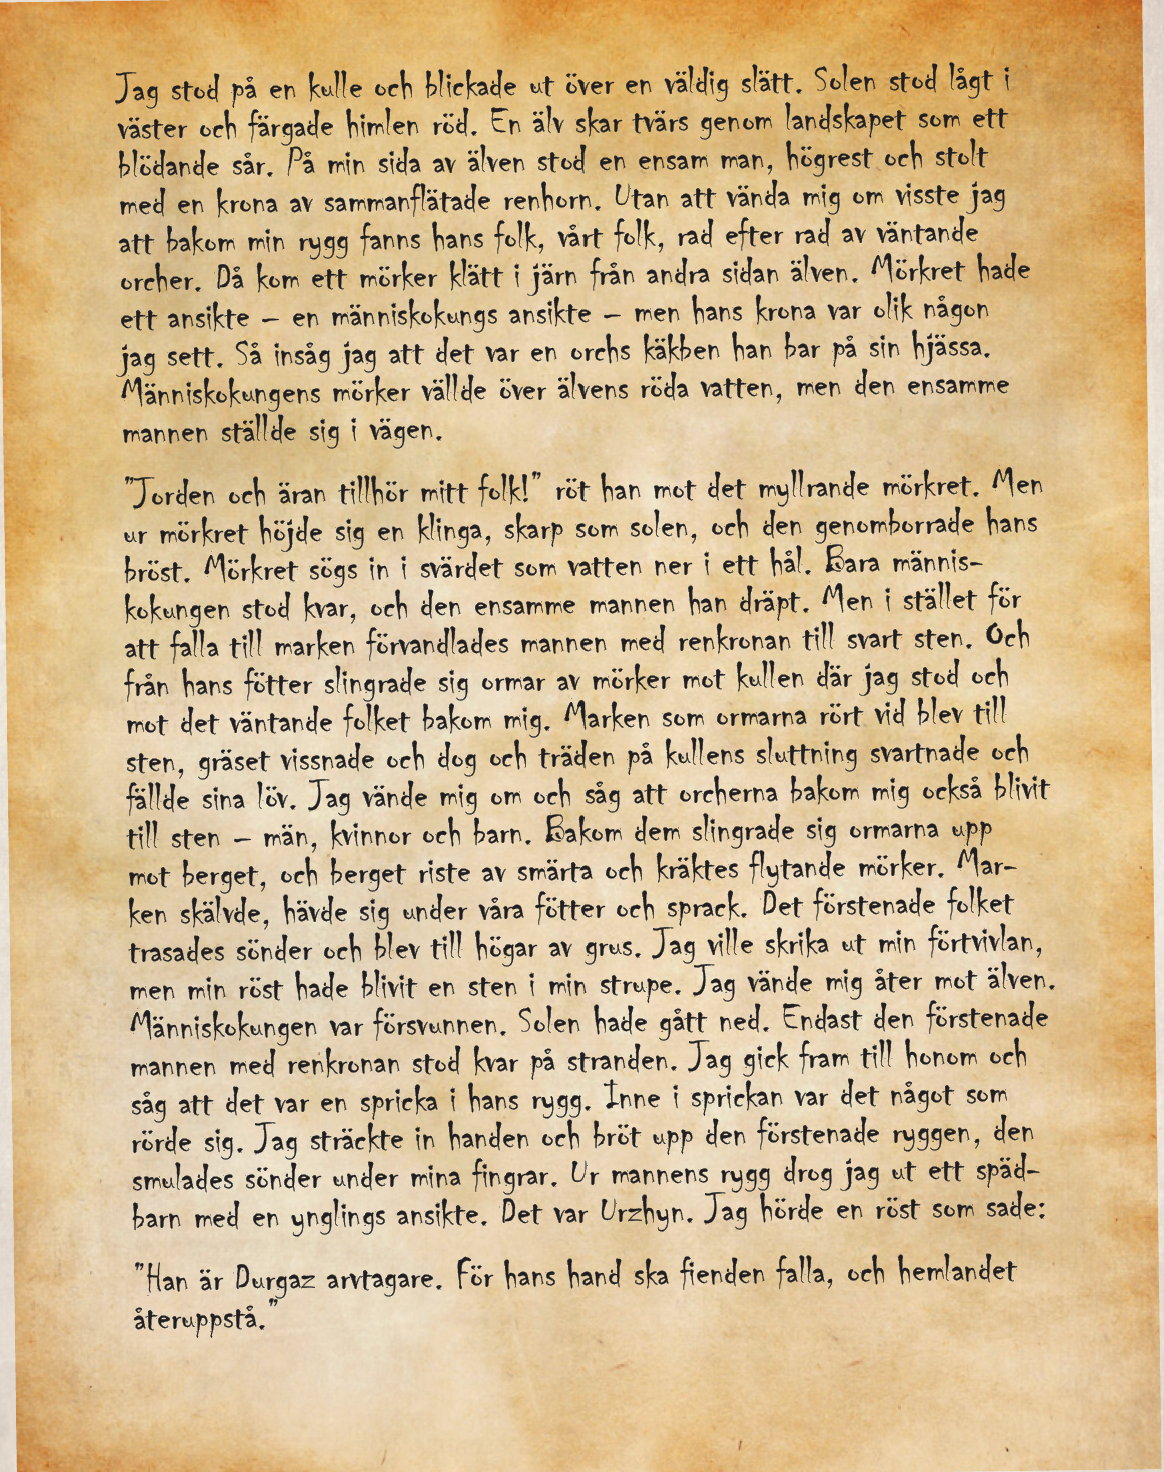 Jag stod på en kulle och blickade ut över en väldig slätt. Solen stod lågt i
väster och färgade himlen röd. En älv skar tvärs genom landskapet som ett
blödande sår. På min sida av älven stod en ensam man, högrest och stolt
med en krona av sammanflätade renhorn. Utan att vända mig om visste jag
att bakom min rygg fanns hans folk, vårt folk, rad efter rad av väntande
orcher. Då kom ett mörker klätt i järn från andra sidan älven. Mörkret hade
ett ansikte – en människokungs ansikte – men hans krona var olik någon
jag sett. Så insåg jag att det var en orchs käkben han bar på sin hjässa.
Människokungens mörker vällde över älvens röda vatten, men den ensamme
mannen ställde sig i vägen.
"Jorden och äran tillhör mitt folk!" röt han mot det myllrande mörkret. Men
ur mörkret höjde sig en klinga, skarp som solen, och den genomborrade hans
bröst. Mörkret sögs in i svärdet som vatten ner i ett hål. Bara männis-
kokungen stod kvar, och den ensamme mannen han dräpt. Men i stället för
att falla till marken förvandlades mannen med renkronan till svart sten. Och
från hans fötter slingrade sig ormar av mörker mot kullen där jag stod och
mot det väntande folket bakom mig. Marken som ormarna rört vid blev till
sten, gräset vissnade och dog och träden på kullens sluttning svartnade och
fällde sina löv. Jag vände mig om och såg att orcherna bakom mig också blivit
till sten – män, kvinnor och barn. Bakom dem slingrade sig ormarna upp
mot berget, och berget riste av smärta och kräktes flytande mörker. Mar-
ken skälvde, hävde sig under våra fötter och sprack. Det förstenade folket
trasades sönder och blev till högar av grus. Jag ville skrika ut min förtvivlan,
men min röst hade blivit en sten i min strupe. Jag vände mig åter mot älven.
Människokungen var försvunnen. Solen hade gått ned. Endast den förstenade
mannen med renkronan stod kvar på stranden. Jag gick fram till honom och
såg att det var en spricka i hans rygg. Inne i sprickan var det något som
rörde sig. Jag sträckte in handen och bröt upp den förstenade ryggen, den
smulades sönder under mina fingrar. Ur mannens rygg drog jag ut ett späd-
barn med en ynglings ansikte. Det var Urzhyn. Jag hörde en röst som sade:
"Han är Durgaz arvtagare. För hans hand ska fienden falla, och hemlandet
återuppstå."